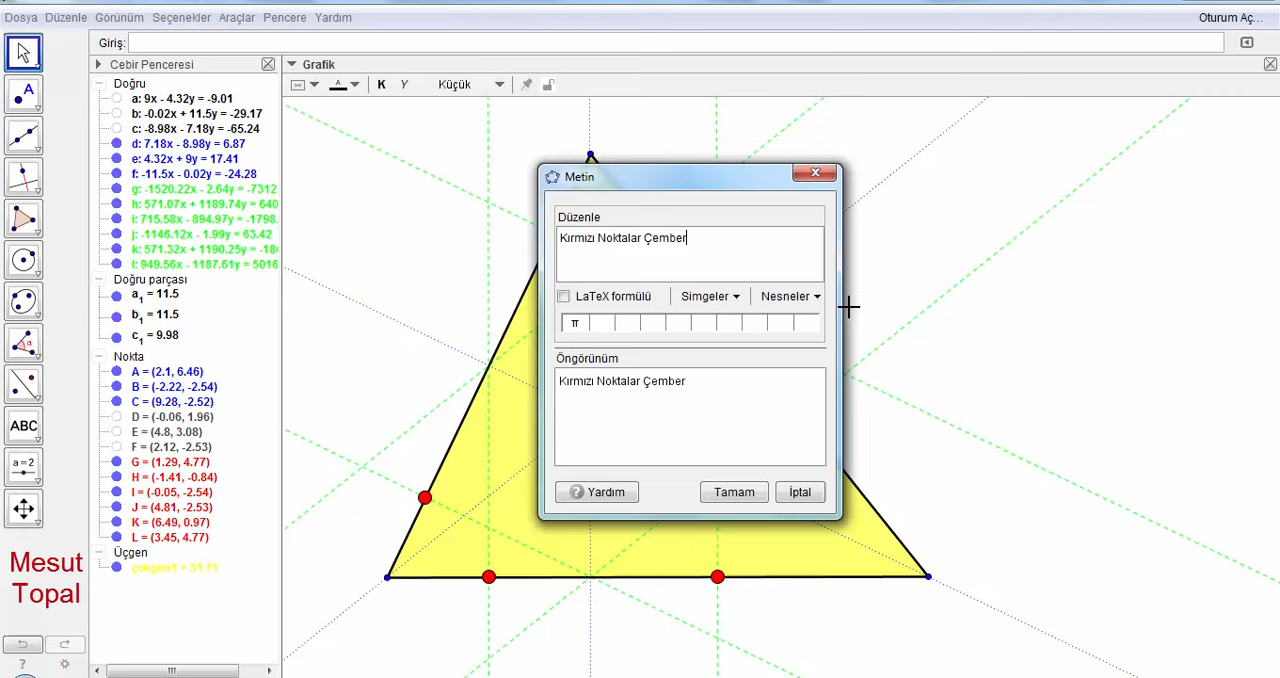 Dosya Düzenle Görünüm Seçenekler Araçlar Pencere Yardım Oturum Aç...
Giriş:
Cebir Penceresi
Grafik
K Y Küçük
Doğru
a: 9x - 4.32y = -9.01
b: -0.02x + 11.5y = -29.17
c: -8.98x - 7.18y = -65.24
d: 7.18x - 8.98y = 6.87
e: 4.32x + 9y = 17.41
f: -11.5x - 0.02y = -24.28
g: -1520.22x - 2.64y = -7312
h: 571.07x + 1189.74y = 640
i: 715.58x - 894.97y = -1798.
j: -1146.12x - 1.99y = 63.42
k: 571.32x + 1190.25y = -18
l: 949.56x - 1187.61y = 5016
Doğru parçası
a1 = 11.5
b1 = 11.5
c1 = 9.98
Nokta
A = (2.1, 6.46)
B = (-2.22, -2.54)
C = (9.28, -2.52)
D = (-0.06, 1.96)
E = (4.8, 3.08)
F = (2.12, -2.53)
G = (1.29, 4.77)
H = (-1.41, -0.84)
I = (-0.05, -2.54)
J = (4.81, -2.53)
K = (6.49, 0.97)
L = (3.45, 4.77)
Üçgen
çokgen1 = 51.71
A
α
ABC
a=2
Mesut
Topal
?
Metin
Düzenle
Kırmızı Noktalar Çember
LaTeX formülü Simgeler Nesneler
π
Öngörünüm
Kırmızı Noktalar Çember
? Yardım Tamam İptal